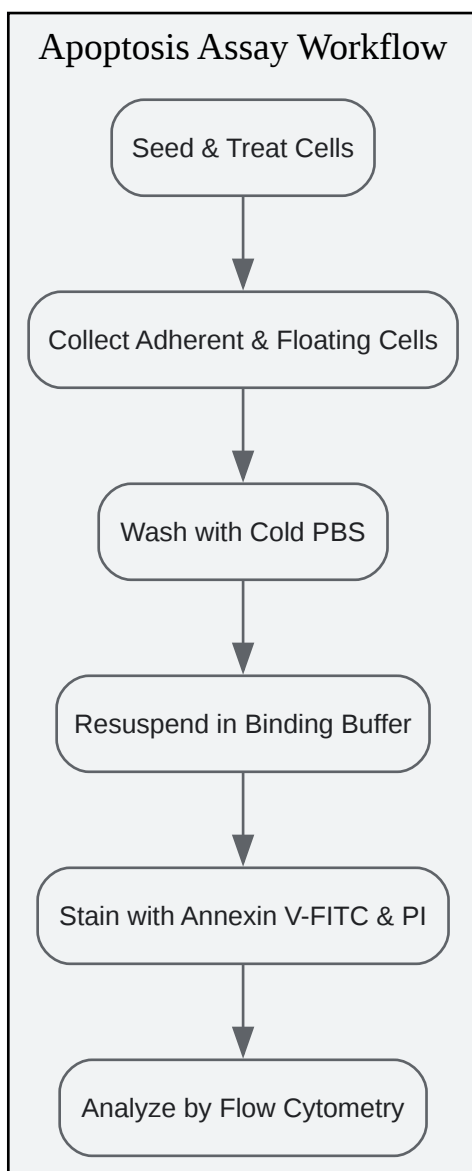 Apoptosis Assay Workflow
Seed & Treat Cells
Collect Adherent & Floating Cells
Wash with Cold PBS
Resuspend in Binding Buffer
Stain with Annexin V-FITC & PI
Analyze by Flow Cytometry